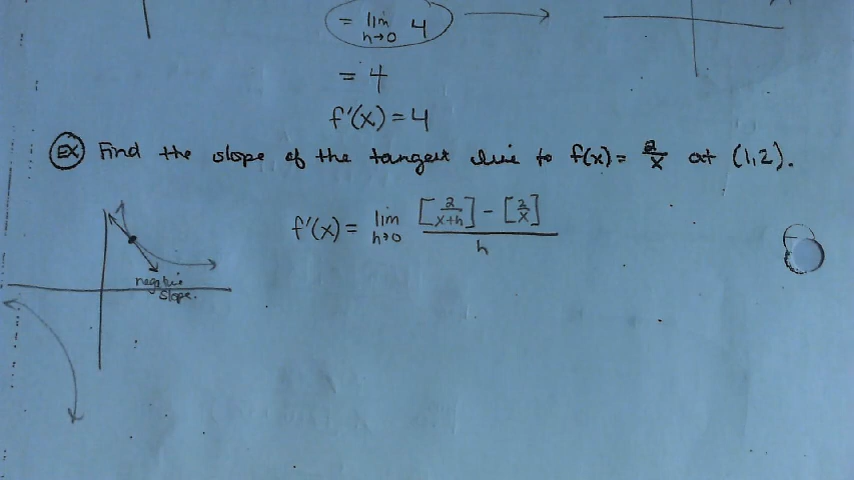 = lim h→0 4
= 4
f'(x) = 4
EX Find the slope of the tangent line to f(x) = 2/x at (1,2).
f'(x) = lim h→0 [2/(x+h)] - [2/x] / h
negative
slope.